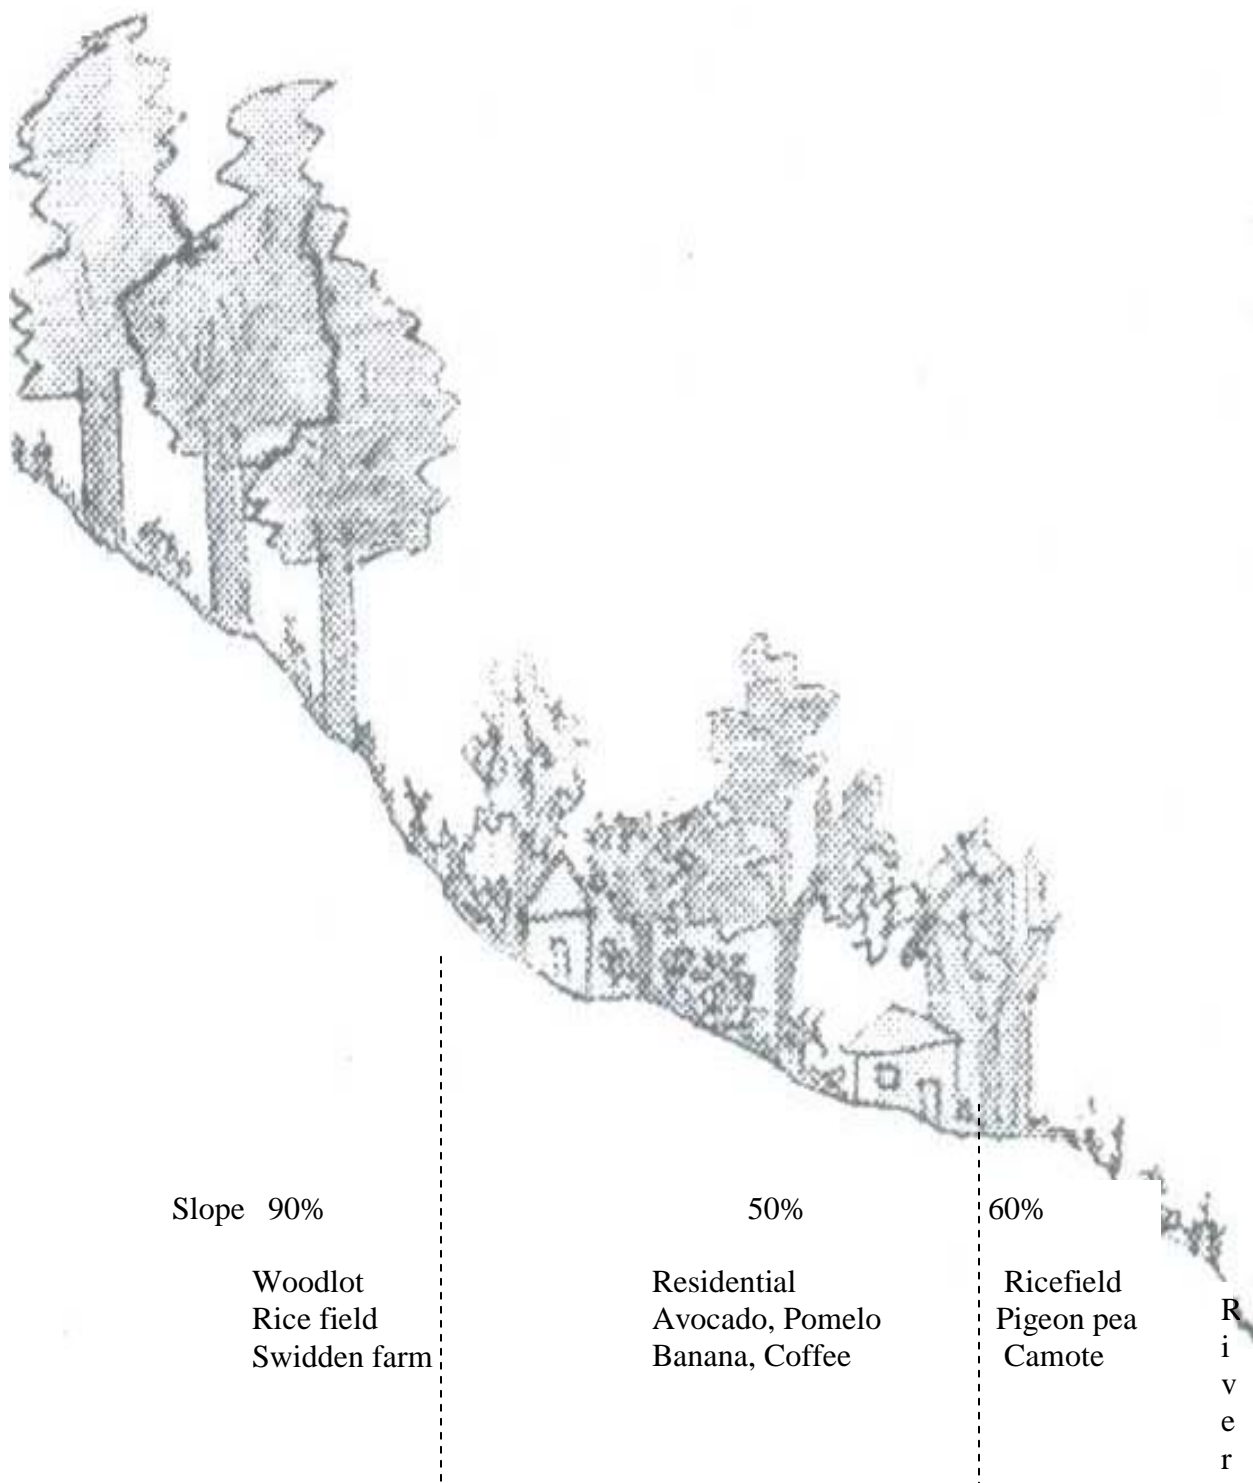 Slope 90% 50% 60%
Woodlot Residential Ricefield
Rice field Avocado, Pomelo Pigeon pea
Swidden farm Banana, Coffee Camote
River